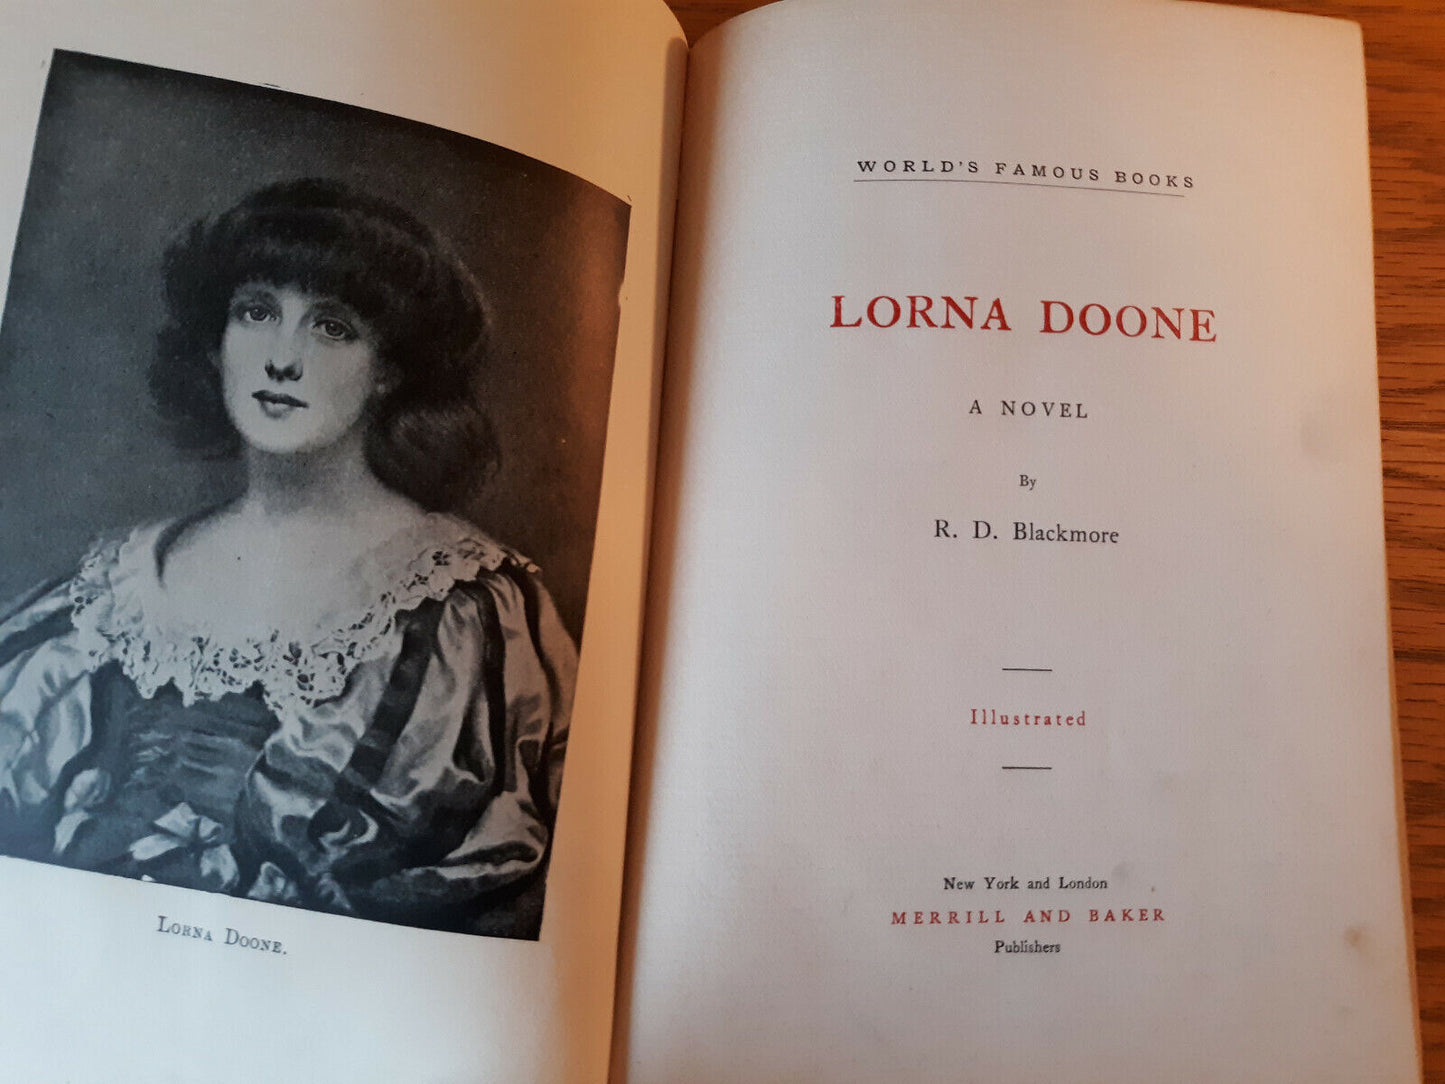 LORNA DOONE.
WORLD'S FAMOUS BOOKS
LORNA DOONE
A NOVEL
By
R. D. Blackmore
Illustrated
New York and London
MERRILL AND BAKER
Publishers